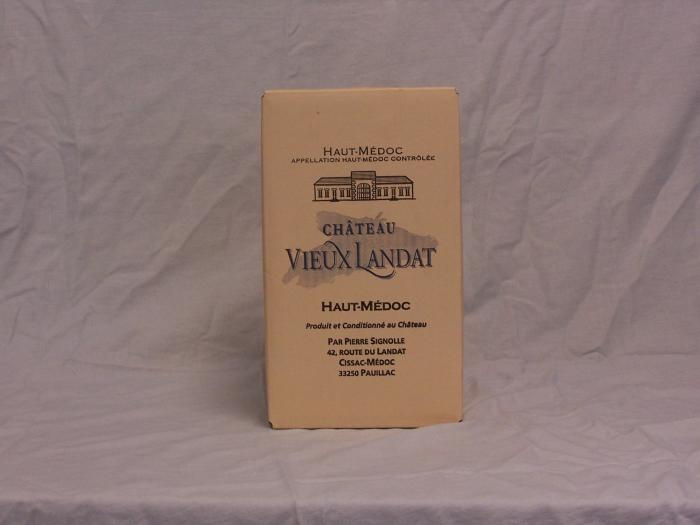 HAUT-MÉDOC
APPELLATION HAUT-MÉDOC CONTRÔLÉE
CHÂTEAU
VIEUX LANDAT
HAUT-MÉDOC
Produit et Conditionné au Château
PAR PIERRE SIGNOLLE
42, ROUTE DU LANDAT
CISSAC-MÉDOC
33250 PAUILLAC